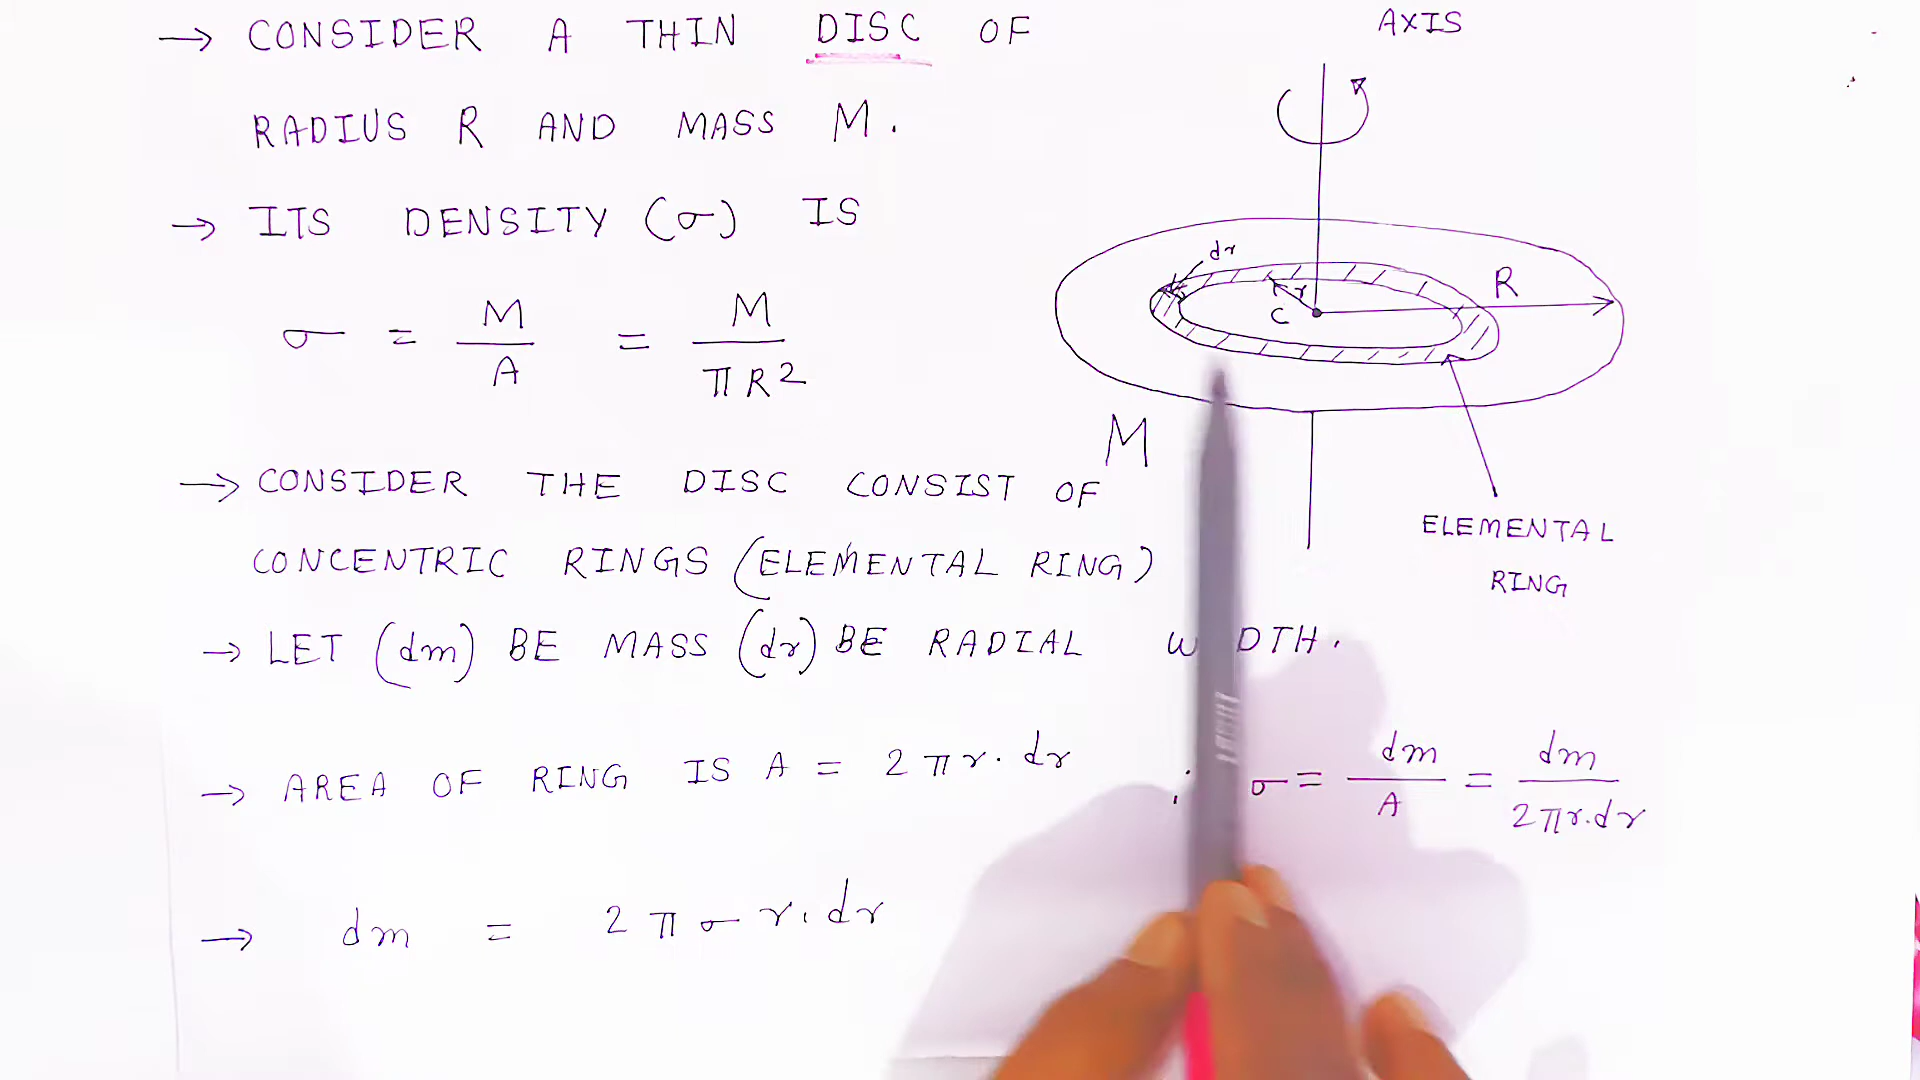 → CONSIDER A THIN DISC OF
RADIUS R AND MASS M.
→ ITS DENSITY (σ) IS
σ = M/A = M/πR²
→ CONSIDER THE DISC CONSIST OF
CONCENTRIC RINGS (ELEMENTAL RING)
→ LET (dm) BE MASS (dr) BE RADIAL W DTH.
→ AREA OF RING IS A = 2πr.dr
σ = dm/A = dm/2πr.dr
→ dm = 2πσr.dr
AXIS
dr
r
C
R
M
ELEMENTAL
RING